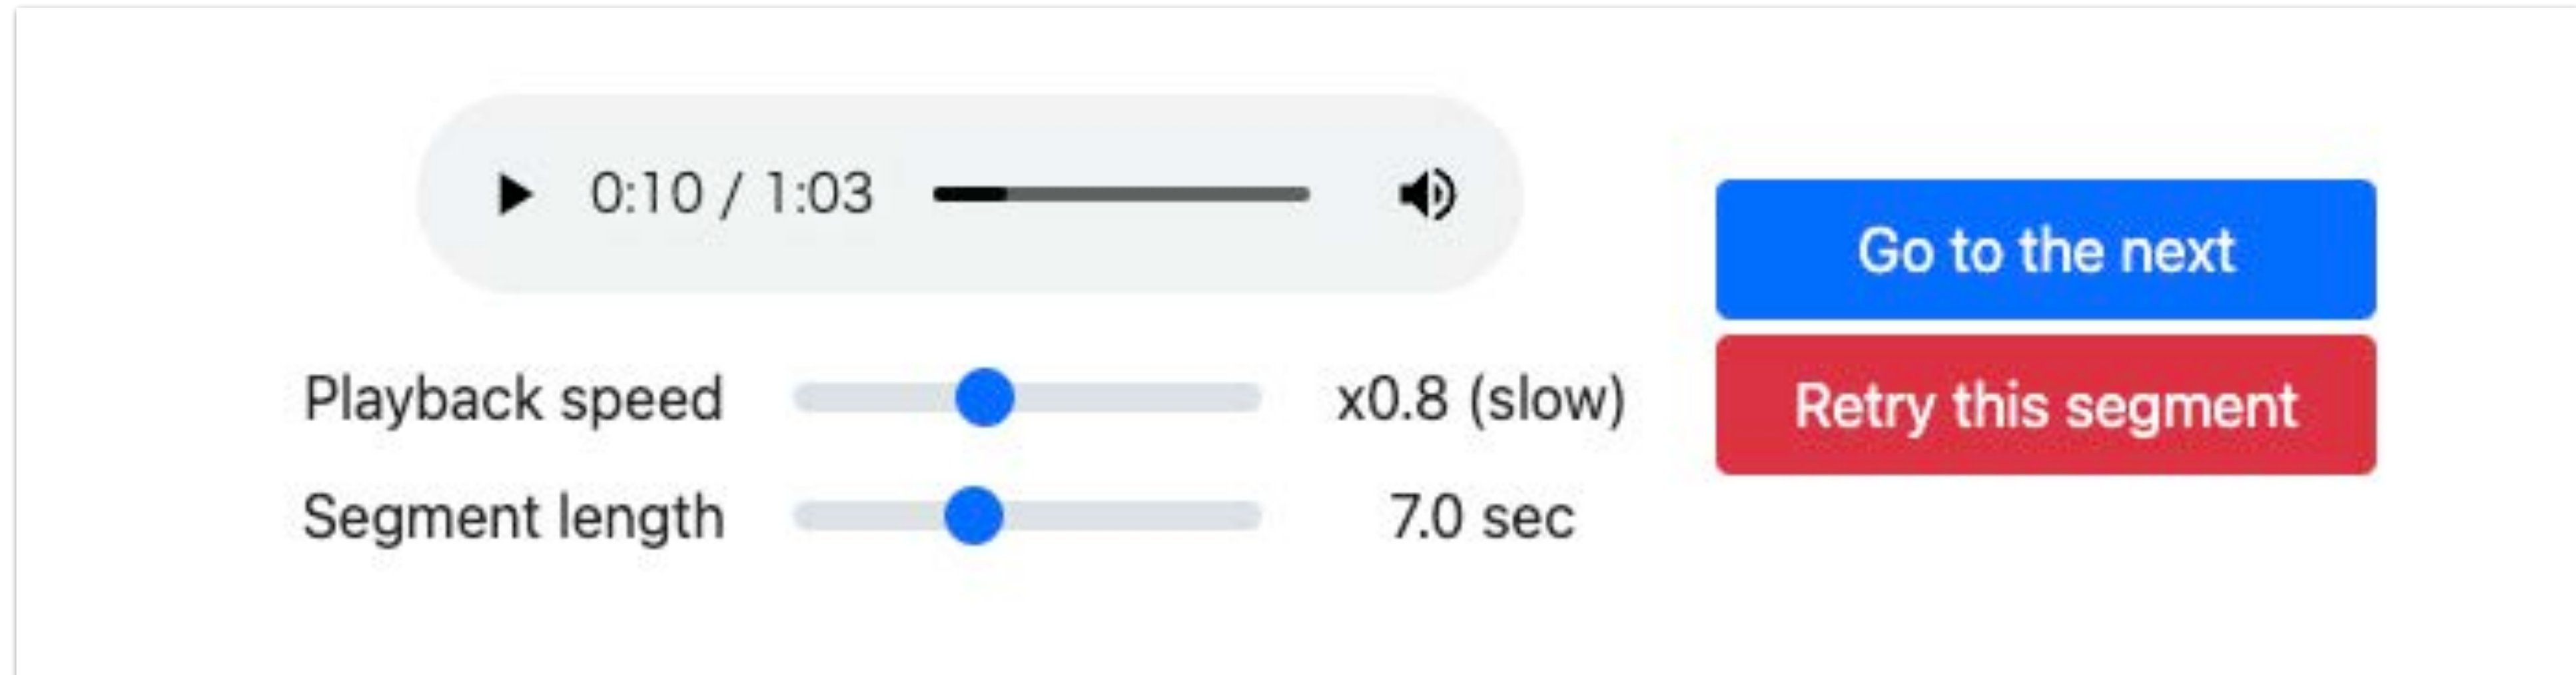 0:10 / 1:03
Go to the next
Playback speed x0.8 (slow)
Retry this segment
Segment length 7.0 sec